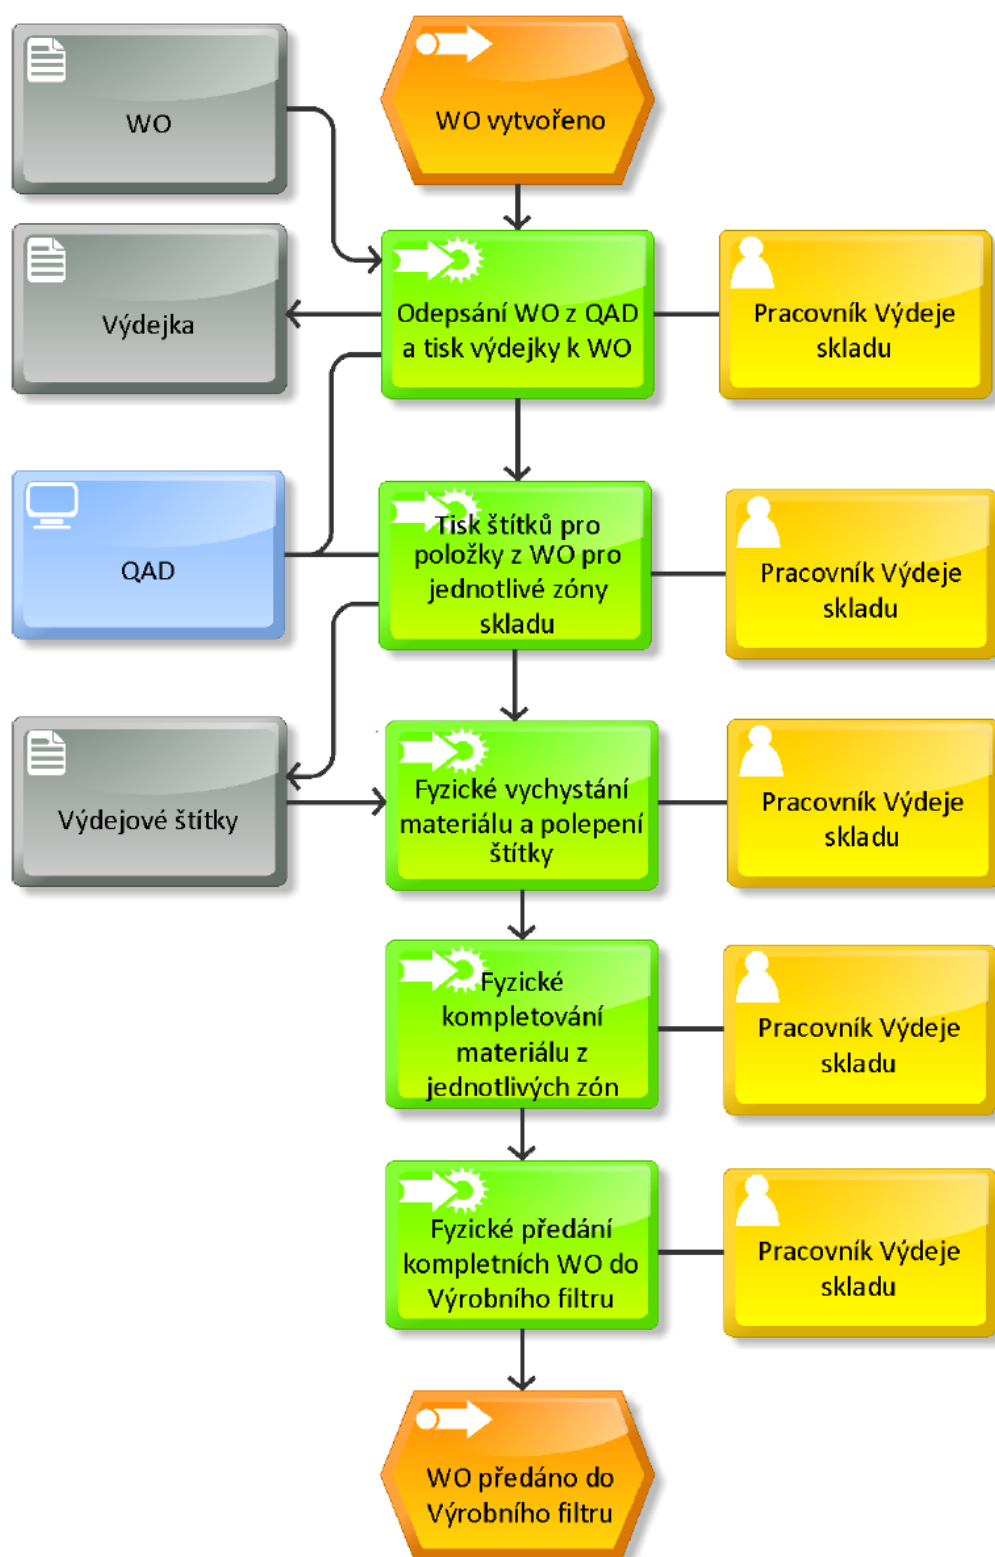 WO
WO vytvořeno
Výdejka
Odepsání WO z QAD
a tisk výdejky k WO
Pracovník Výdeje
skladu
QAD
Tisk štítků pro
položky z WO pro
jednotlivé zóny
skladu
Pracovník Výdeje
skladu
Výdejové štítky
Fyzické vychystání
materiálu a polepení
štítky
Pracovník Výdeje
skladu
Fyzické
kompletování
materiálu z
jednotlivých zón
Pracovník Výdeje
skladu
Fyzické předání
kompletních WO do
Výrobního filtru
Pracovník Výdeje
skladu
WO předáno do
Výrobního filtru